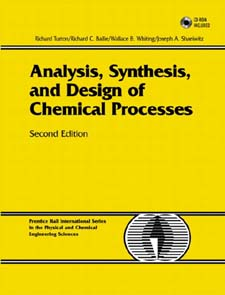 CD-ROM
INCLUDED
Richard Turton/Richard C. Bailie/Wallace B. Whiting/Joseph A. Shaeiwitz
Analysis, Synthesis,
and Design of
Chemical Processes
Second Edition
Prentice Hall International Series
in the Physical and Chemical
Engineering Sciences